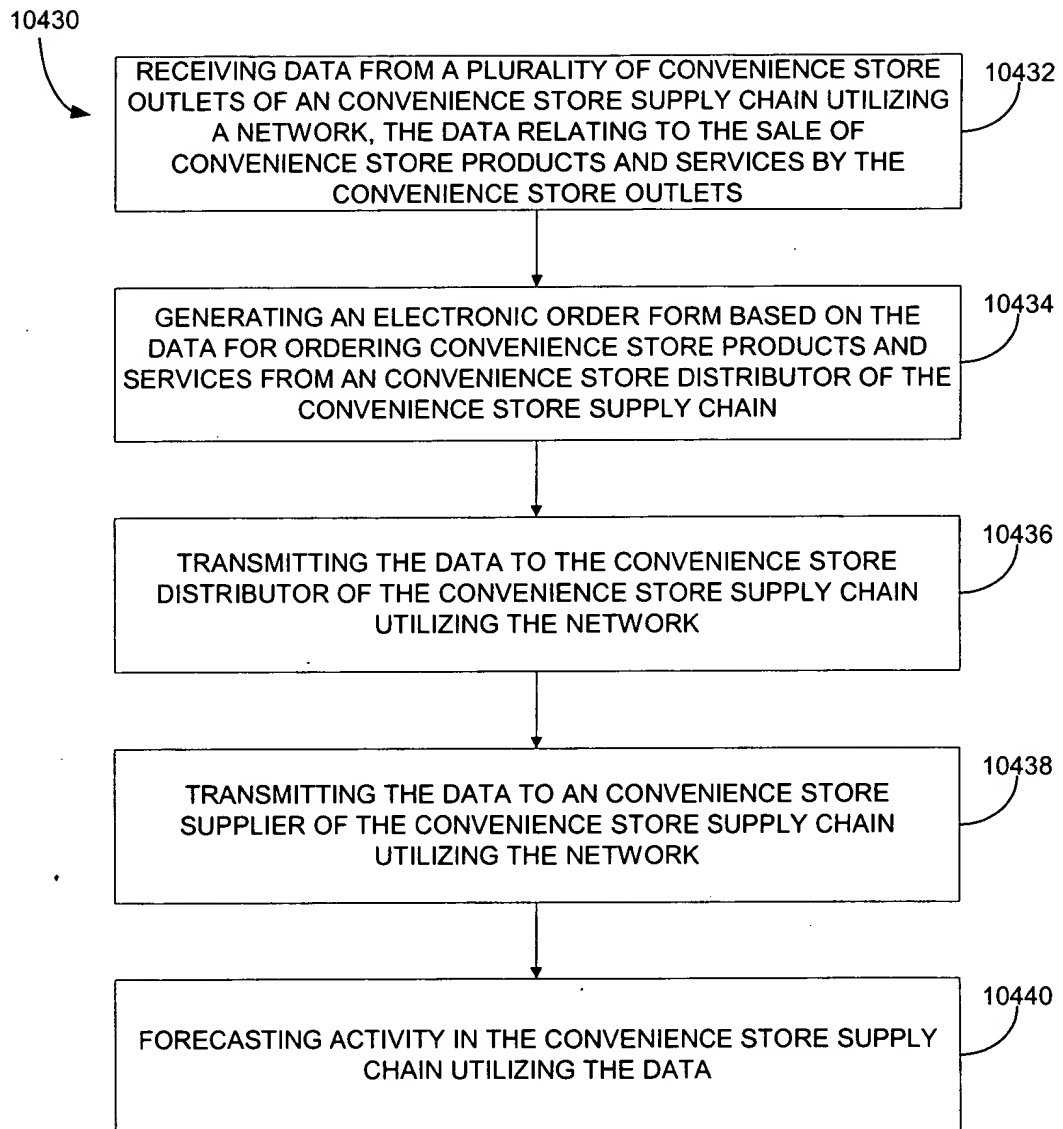 10430
RECEIVING DATA FROM A PLURALITY OF CONVENIENCE STORE
OUTLETS OF AN CONVENIENCE STORE SUPPLY CHAIN UTILIZING
A NETWORK, THE DATA RELATING TO THE SALE OF
CONVENIENCE STORE PRODUCTS AND SERVICES BY THE
CONVENIENCE STORE OUTLETS
10432
GENERATING AN ELECTRONIC ORDER FORM BASED ON THE
DATA FOR ORDERING CONVENIENCE STORE PRODUCTS AND
SERVICES FROM AN CONVENIENCE STORE DISTRIBUTOR OF THE
CONVENIENCE STORE SUPPLY CHAIN
10434
TRANSMITTING THE DATA TO THE CONVENIENCE STORE
DISTRIBUTOR OF THE CONVENIENCE STORE SUPPLY CHAIN
UTILIZING THE NETWORK
10436
TRANSMITTING THE DATA TO AN CONVENIENCE STORE
SUPPLIER OF THE CONVENIENCE STORE SUPPLY CHAIN
UTILIZING THE NETWORK
10438
FORECASTING ACTIVITY IN THE CONVENIENCE STORE SUPPLY
CHAIN UTILIZING THE DATA
10440